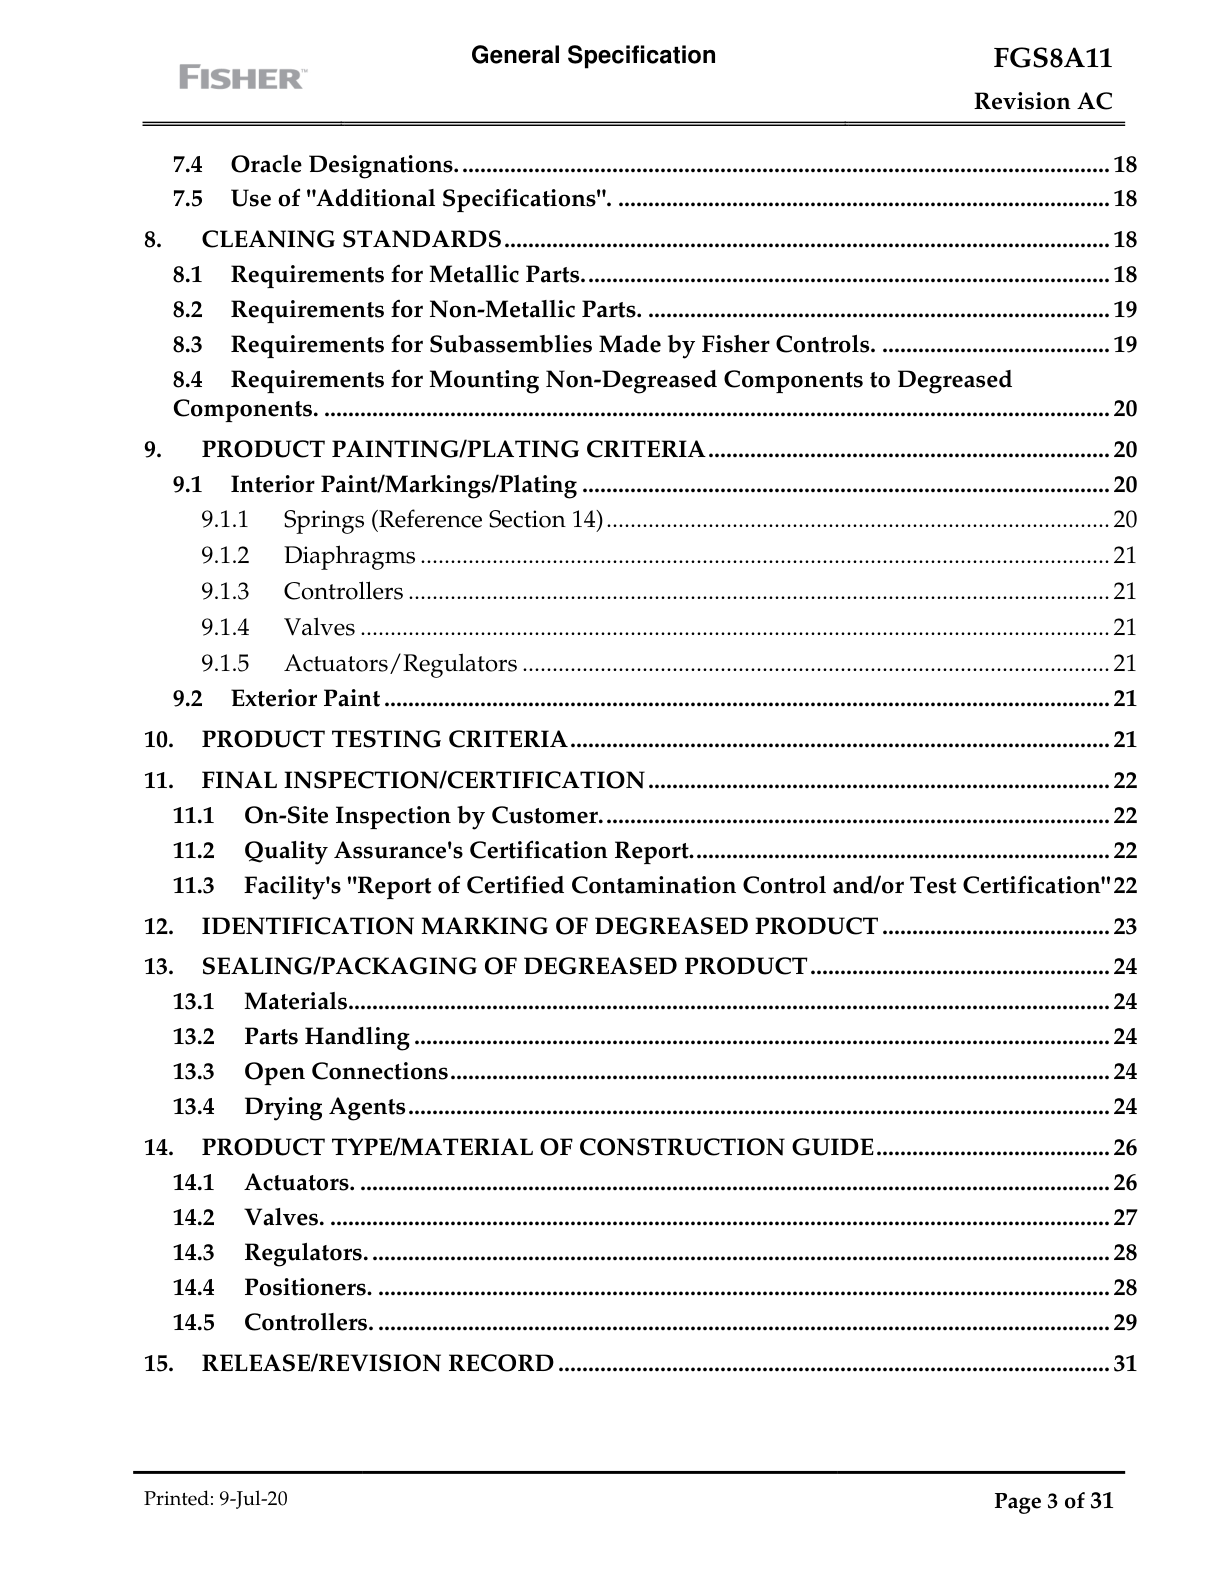 General Specification
FISHER™
FGS8A11
Revision AC
7.4 Oracle Designations. .......... 18
7.5 Use of "Additional Specifications". .......... 18
8. CLEANING STANDARDS .......... 18
8.1 Requirements for Metallic Parts. .......... 18
8.2 Requirements for Non-Metallic Parts. .......... 19
8.3 Requirements for Subassemblies Made by Fisher Controls. .......... 19
8.4 Requirements for Mounting Non-Degreased Components to Degreased
Components. .......... 20
9. PRODUCT PAINTING/PLATING CRITERIA .......... 20
9.1 Interior Paint/Markings/Plating .......... 20
9.1.1 Springs (Reference Section 14) .......... 20
9.1.2 Diaphragms .......... 21
9.1.3 Controllers .......... 21
9.1.4 Valves .......... 21
9.1.5 Actuators/Regulators .......... 21
9.2 Exterior Paint .......... 21
10. PRODUCT TESTING CRITERIA .......... 21
11. FINAL INSPECTION/CERTIFICATION .......... 22
11.1 On-Site Inspection by Customer. .......... 22
11.2 Quality Assurance's Certification Report. .......... 22
11.3 Facility's "Report of Certified Contamination Control and/or Test Certification" 22
12. IDENTIFICATION MARKING OF DEGREASED PRODUCT .......... 23
13. SEALING/PACKAGING OF DEGREASED PRODUCT .......... 24
13.1 Materials .......... 24
13.2 Parts Handling .......... 24
13.3 Open Connections .......... 24
13.4 Drying Agents .......... 24
14. PRODUCT TYPE/MATERIAL OF CONSTRUCTION GUIDE .......... 26
14.1 Actuators. .......... 26
14.2 Valves. .......... 27
14.3 Regulators. .......... 28
14.4 Positioners. .......... 28
14.5 Controllers. .......... 29
15. RELEASE/REVISION RECORD .......... 31
Printed: 9-Jul-20
Page 3 of 31